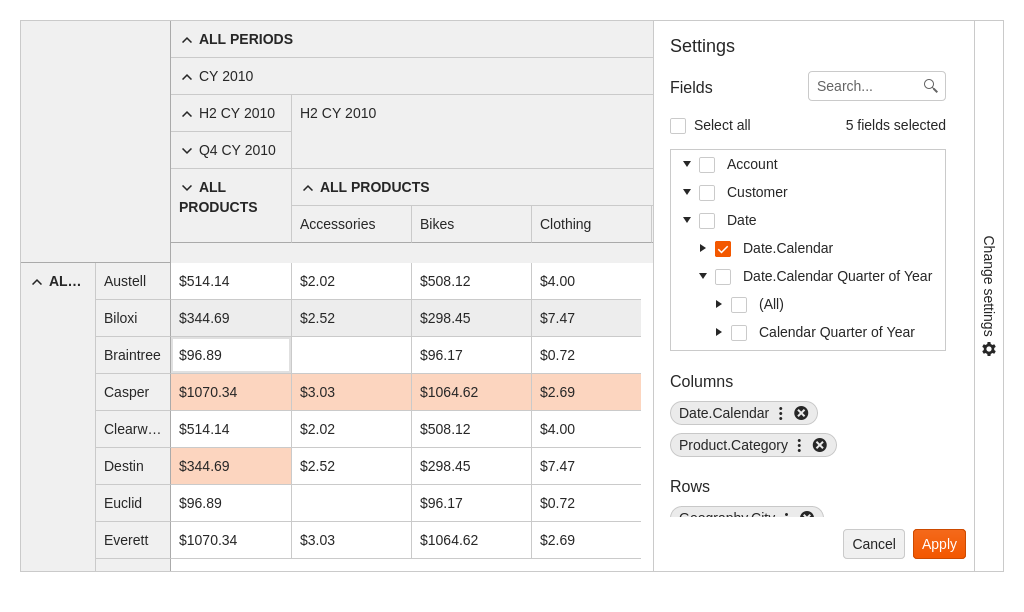 ALL PERIODS
CY 2010
H2 CY 2010
H2 CY 2010
Q4 CY 2010
ALL PRODUCTS
ALL PRODUCTS
Accessories Bikes Clothing
AL... Austell $514.14 $2.02 $508.12 $4.00
Biloxi $344.69 $2.52 $298.45 $7.47
Braintree $96.89 $96.17 $0.72
Casper $1070.34 $3.03 $1064.62 $2.69
Clearw... $514.14 $2.02 $508.12 $4.00
Destin $344.69 $2.52 $298.45 $7.47
Euclid $96.89 $96.17 $0.72
Everett $1070.34 $3.03 $1064.62 $2.69
Settings
Fields
Search...
Select all
5 fields selected
Account
Customer
Date
Date.Calendar
Date.Calendar Quarter of Year
(All)
Calendar Quarter of Year
Columns
Date.Calendar
Product.Category
Rows
Geography.City
Cancel
Apply
Change settings